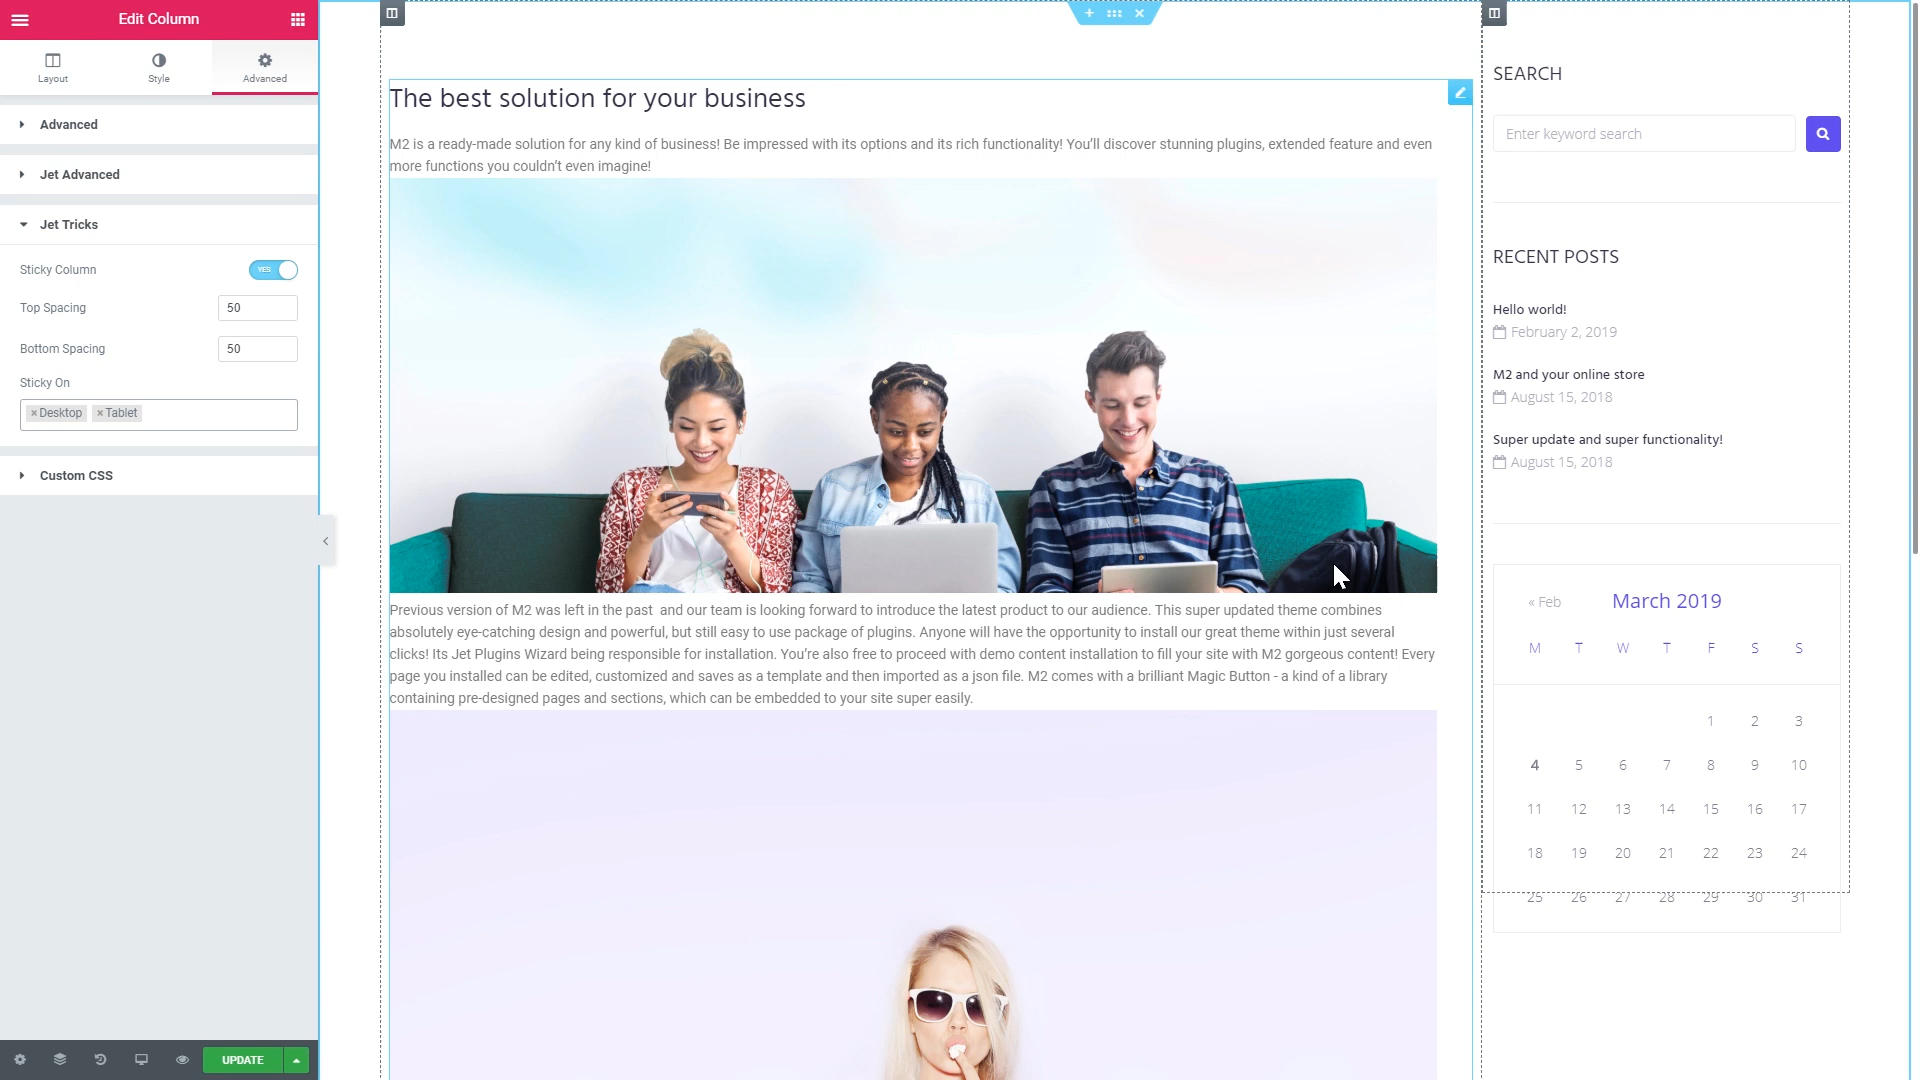 Edit Column
Layout
Style
Advanced
Advanced
Jet Advanced
Jet Tricks
Sticky Column
YES
Top Spacing
50
Bottom Spacing
50
Sticky On
× Desktop × Tablet
Custom CSS
UPDATE
The best solution for your business
M2 is a ready-made solution for any kind of business! Be impressed with its options and its rich functionality! You’ll discover stunning plugins, extended feature and even
more functions you couldn’t even imagine!
Previous version of M2 was left in the past  and our team is looking forward to introduce the latest product to our audience. This super updated theme combines
absolutely eye-catching design and powerful, but still easy to use package of plugins. Anyone will have the opportunity to install our great theme within just several
clicks! Its Jet Plugins Wizard being responsible for installation. You’re also free to proceed with demo content installation to fill your site with M2 gorgeous content! Every
page you installed can be edited, customized and saves as a template and then imported as a json file. M2 comes with a brilliant Magic Button - a kind of a library
containing pre-designed pages and sections, which can be embedded to your site super easily.
SEARCH
Enter keyword search
RECENT POSTS
Hello world!
February 2, 2019
M2 and your online store
August 15, 2018
Super update and super functionality!
August 15, 2018
« Feb March 2019
M T W T F S S
1 2 3
4 5 6 7 8 9 10
11 12 13 14 15 16 17
18 19 20 21 22 23 24
25 26 27 28 29 30 31